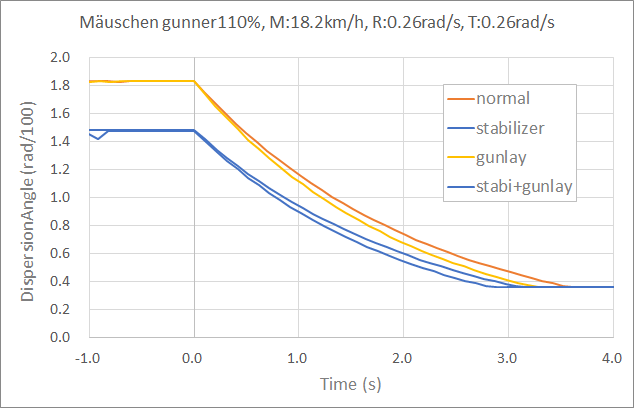 Mäuschen gunner110%, M:18.2km/h, R:0.26rad/s, T:0.26rad/s
2.0
1.8
1.6
1.4
1.2
1.0
0.8
0.6
0.4
0.2
0.0
DispersionAngle (rad/100)
normal
stabilizer
gunlay
stabi+gunlay
-1.0 0.0 1.0 2.0 3.0 4.0
Time (s)